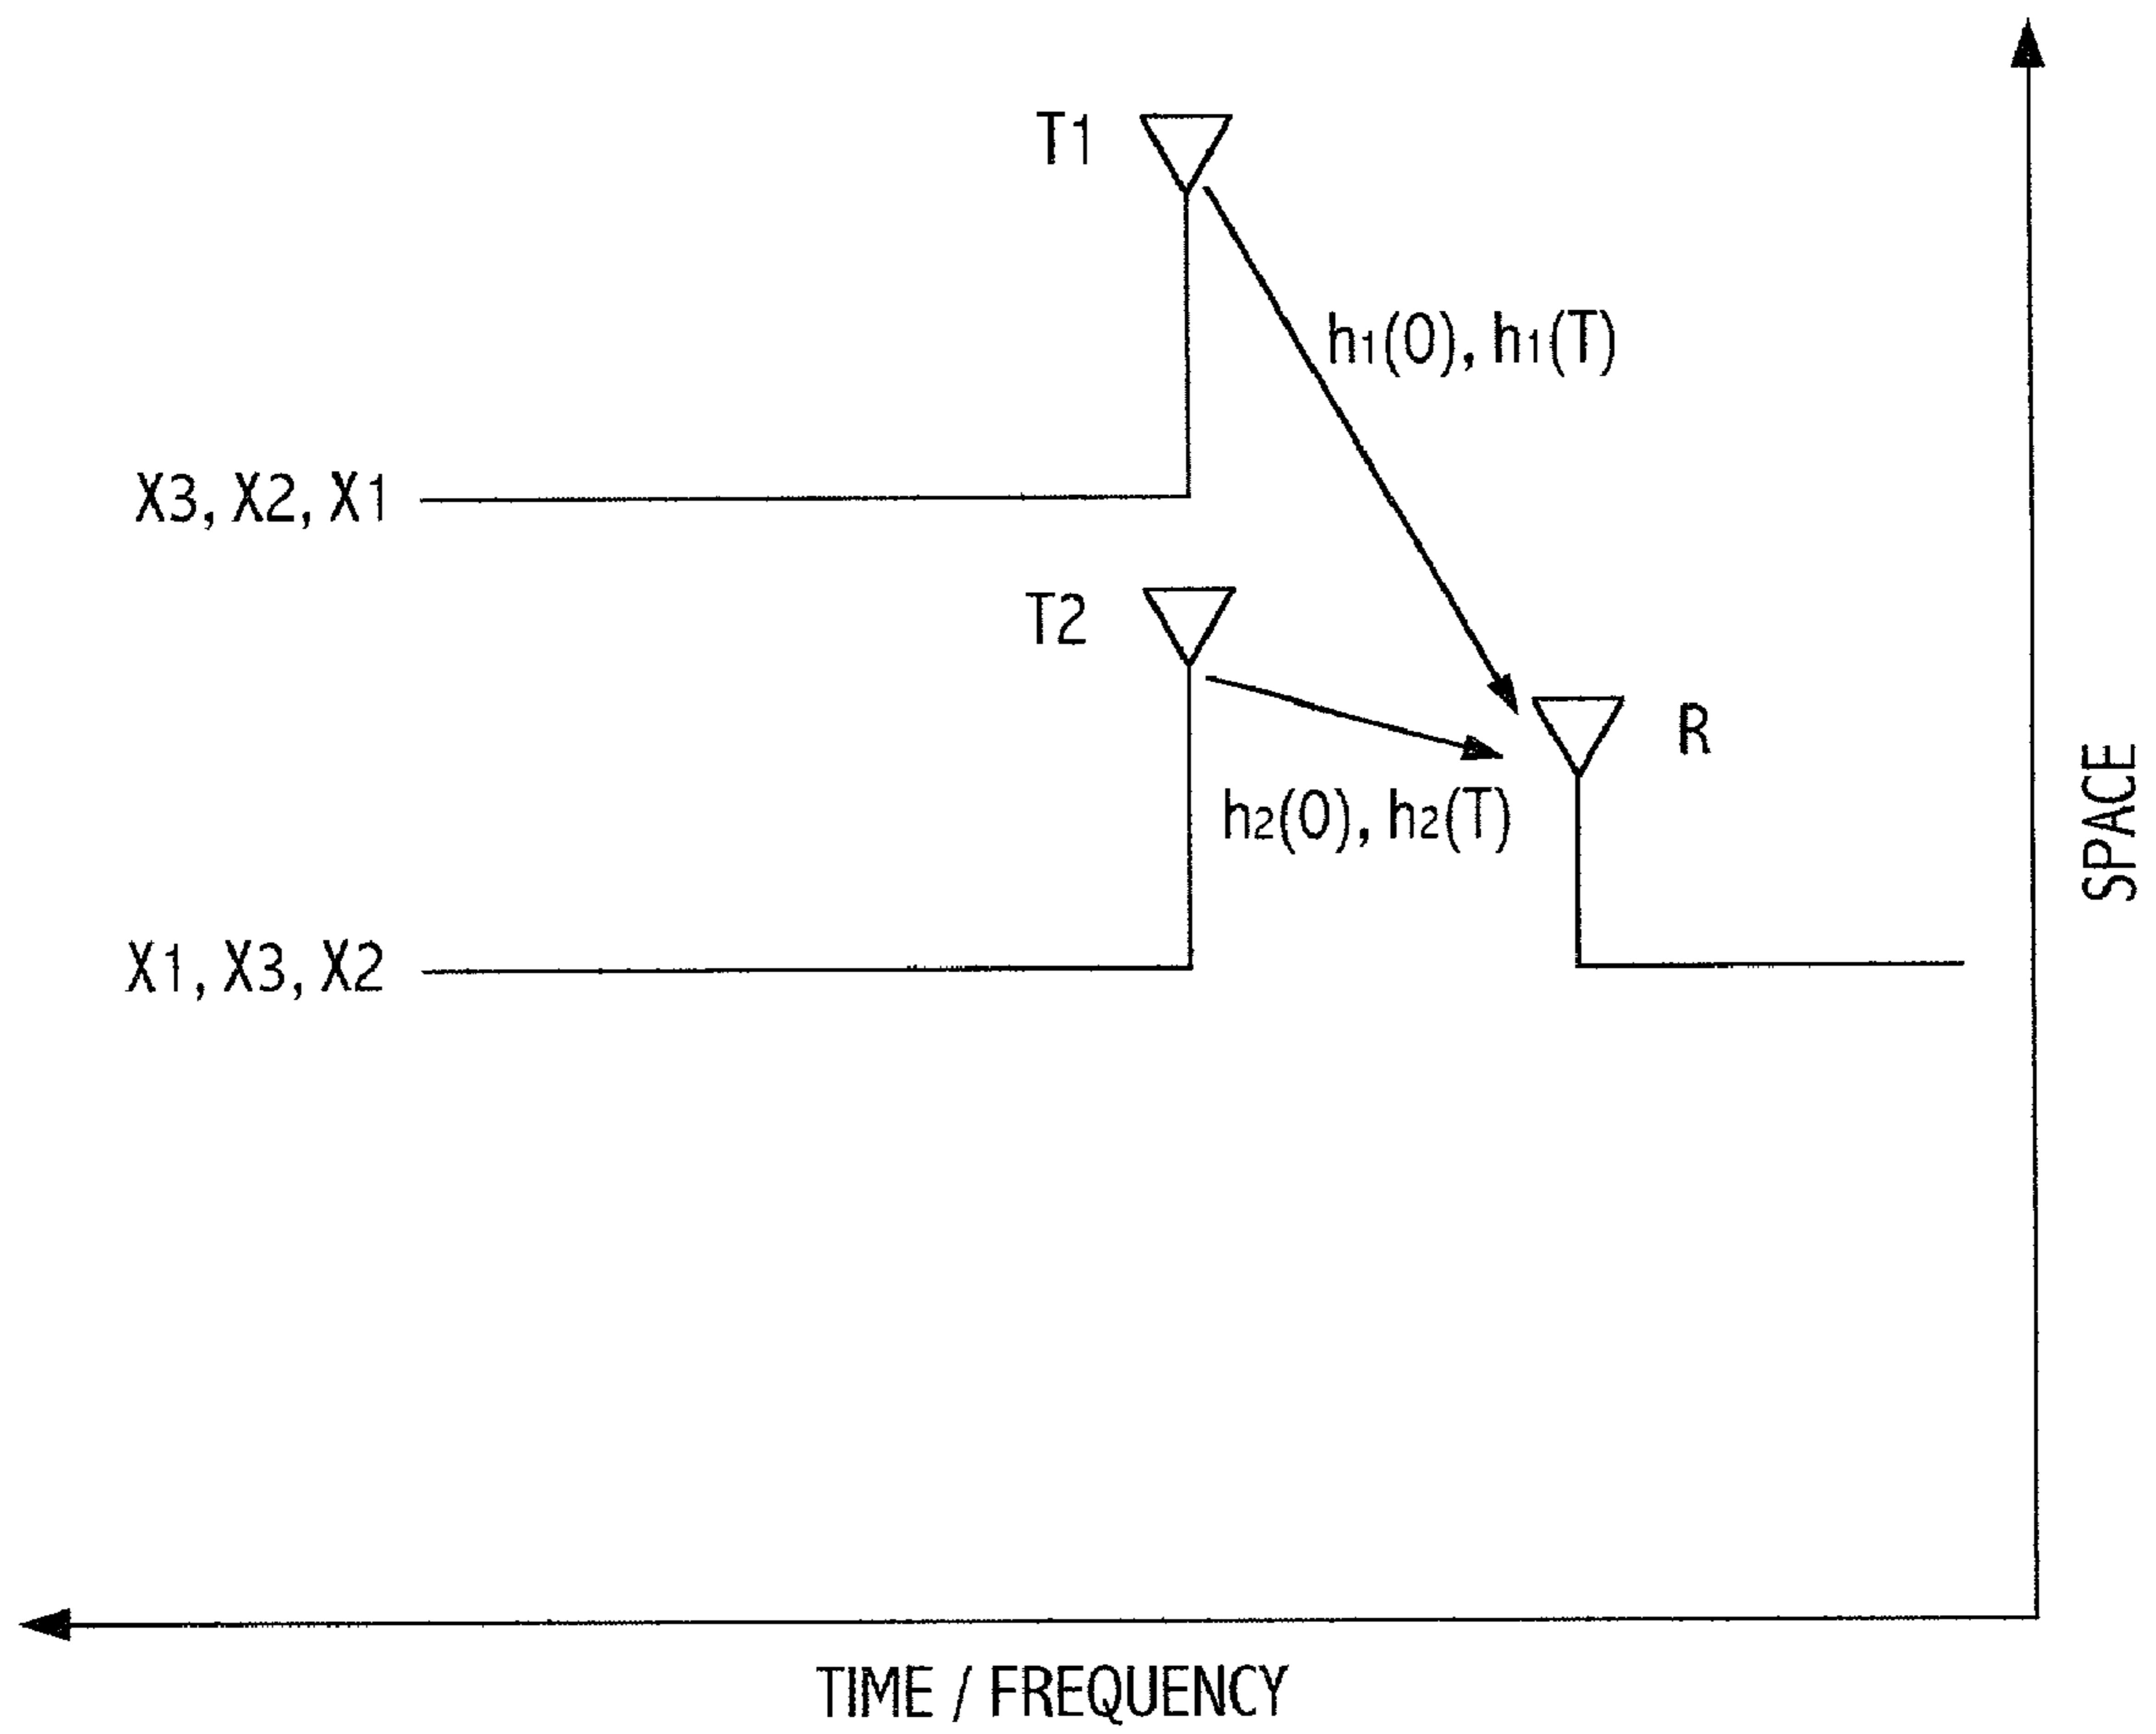 T1
h1(0), h1(T)
X3, X2, X1
T2
R
h2(0), h2(T)
SPACE
X1, X3, X2
TIME / FREQUENCY